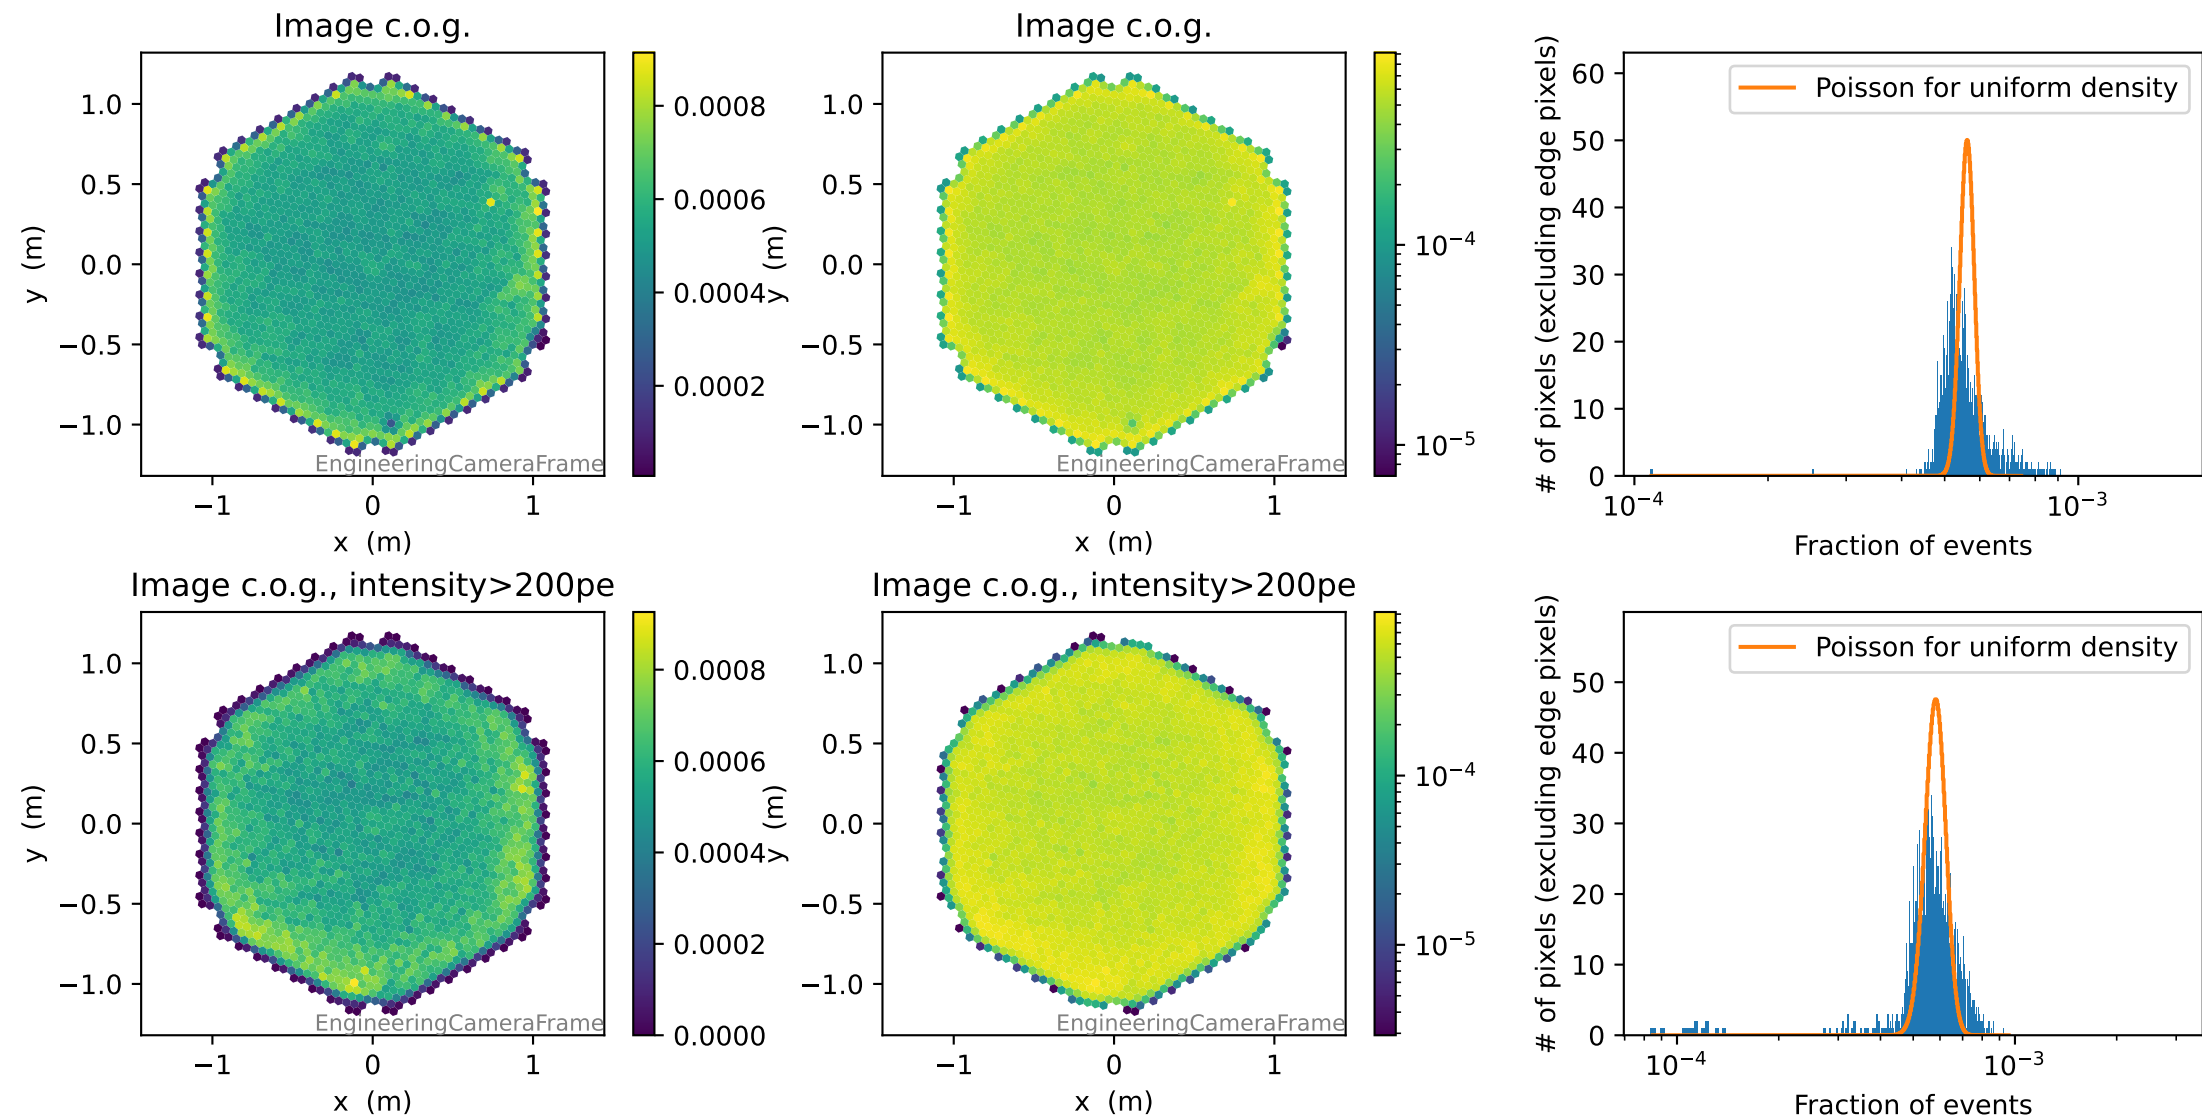 Image c.o.g.
y (m)
1.0
0.5
0.0
−0.5
−1.0
−1
0
1
x (m)
EngineeringCameraFrame
0.0008
0.0006
0.0004
0.0002
Image c.o.g.
y (m)
1.0
0.5
0.0
−0.5
−1.0
−1
0
1
x (m)
EngineeringCameraFrame
10⁻⁴
10⁻⁵
# of pixels (excluding edge pixels)
60
50
40
30
20
10
0
Poisson for uniform density
10⁻⁴
10⁻³
Fraction of events
Image c.o.g., intensity>200pe
y (m)
1.0
0.5
0.0
−0.5
−1.0
−1
0
1
x (m)
EngineeringCameraFrame
0.0008
0.0006
0.0004
0.0002
0.0000
Image c.o.g., intensity>200pe
y (m)
1.0
0.5
0.0
−0.5
−1.0
−1
0
1
x (m)
EngineeringCameraFrame
10⁻⁴
10⁻⁵
# of pixels (excluding edge pixels)
50
40
30
20
10
0
Poisson for uniform density
10⁻⁴
10⁻³
Fraction of events